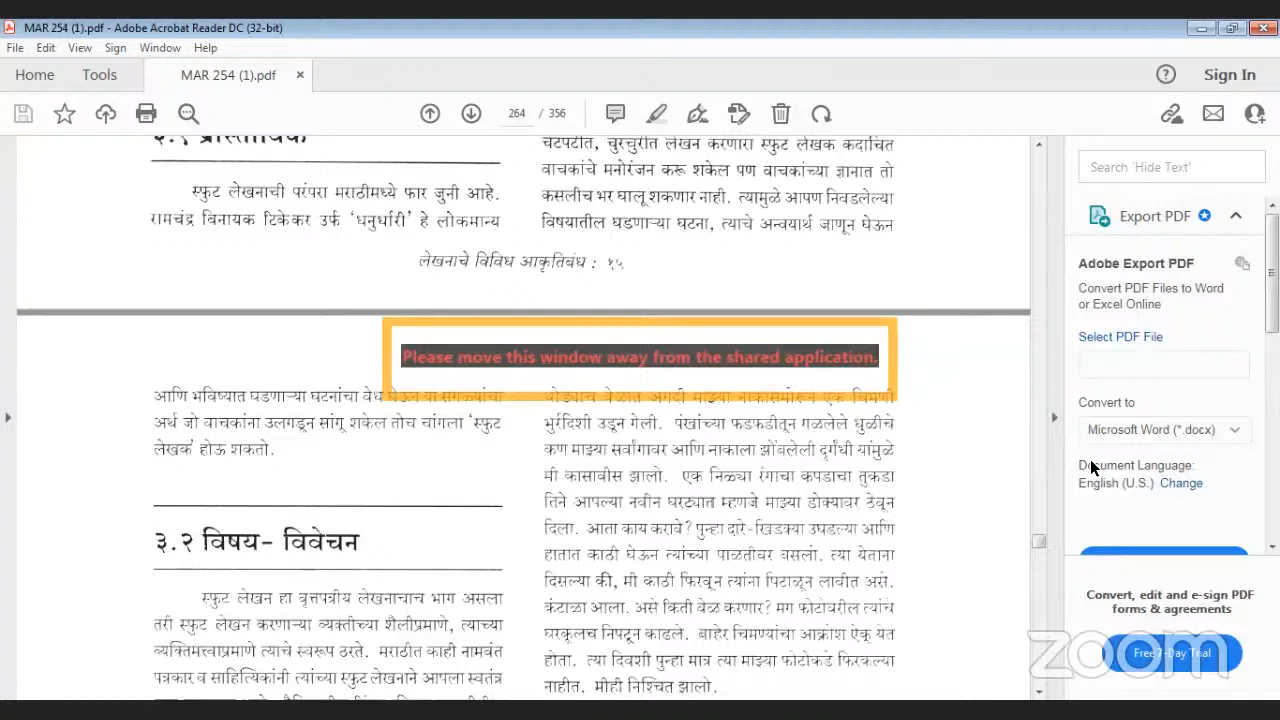 MAR 254 (1).pdf - Adobe Acrobat Reader DC (32-bit)
File Edit View Sign Window Help
Home Tools MAR 254 (1).pdf × Sign In
264 / 356
३.१ प्रास्ताविक
स्फुट लेखनाची परंपरा मराठीमध्ये फार जुनी आहे.
रामचंद्र विनायक टिकेकर उर्फ 'धनुर्धारी' हे लोकमान्य
चटपटीत, चुरचुरीत लेखन करणारा स्फुट लेखक कदाचित
वाचकांचे मनोरंजन करू शकेल पण वाचकांच्या ज्ञानात तो
कसलीच भर घालू शकणार नाही. त्यामुळे आपण निवडलेल्या
विषयातील घडणाऱ्या घटना, त्याचे अन्वयार्थ जाणून घेऊन
लेखनाचे विविध आकृतिबंध : १५
Please move this window away from the shared application.
आणि भविष्यात घडणाऱ्या घटनांचा वेध घेऊन या सगळ्यांचा
अर्थ जो वाचकांना उलगडून सांगू शकेल तोच चांगला 'स्फुट
लेखक' होऊ शकतो.
३.२ विषय- विवेचन
स्फुट लेखन हा वृत्तपत्रीय लेखनाचाच भाग असला
तरी स्फुट लेखन करणाऱ्या व्यक्तीच्या शैलीप्रमाणे, त्याच्या
व्यक्तिमत्त्वाप्रमाणे त्याचे स्वरूप ठरते. मराठीत काही नामवंत
पत्रकार व साहित्यिकांनी त्यांच्या स्फुट लेखनाने आपला स्वतंत्र
थोड्याच वेळात अगदी माझ्या नाकासमोरून एक चिमणी
भुर्रदिशी उडून गेली. पंखांच्या फडफडीतून गळलेले धुळीचे
कण माझ्या सर्वांगावर आणि नाकाला झोंबलेली दुर्गंधी यांमुळे
मी कासावीस झालो. एक निळ्या रंगाचा कपडाचा तुकडा
तिने आपल्या नवीन घरट्यात म्हणजे माझ्या डोक्यावर ठेवून
दिला. आता काय करावे? पुन्हा दारे-खिडक्या उघडल्या आणि
हातात काठी घेऊन त्यांच्या पाळतीवर बसलो. त्या येताना
दिसल्या की, मी काठी फिरवून त्यांना पिटाळून लावीत असे.
कंटाळा आला. असे किती वेळ करणार? मग फोटोवरील त्यांचे
घरकूलच निपटून काढले. बाहेर चिमण्यांचा आक्रोश ऐकू येत
होता. त्या दिवशी पुन्हा मात्र त्या माझ्या फोटोकडे फिरकल्या
नाहीत. मीही निश्चित झालो.
Search 'Hide Text'
Export PDF
Adobe Export PDF
Convert PDF Files to Word
or Excel Online
Select PDF File
Convert to
Microsoft Word (*.docx)
Document Language:
English (U.S.) Change
Convert, edit and e-sign PDF
forms & agreements
Free 7-Day Trial
zoom